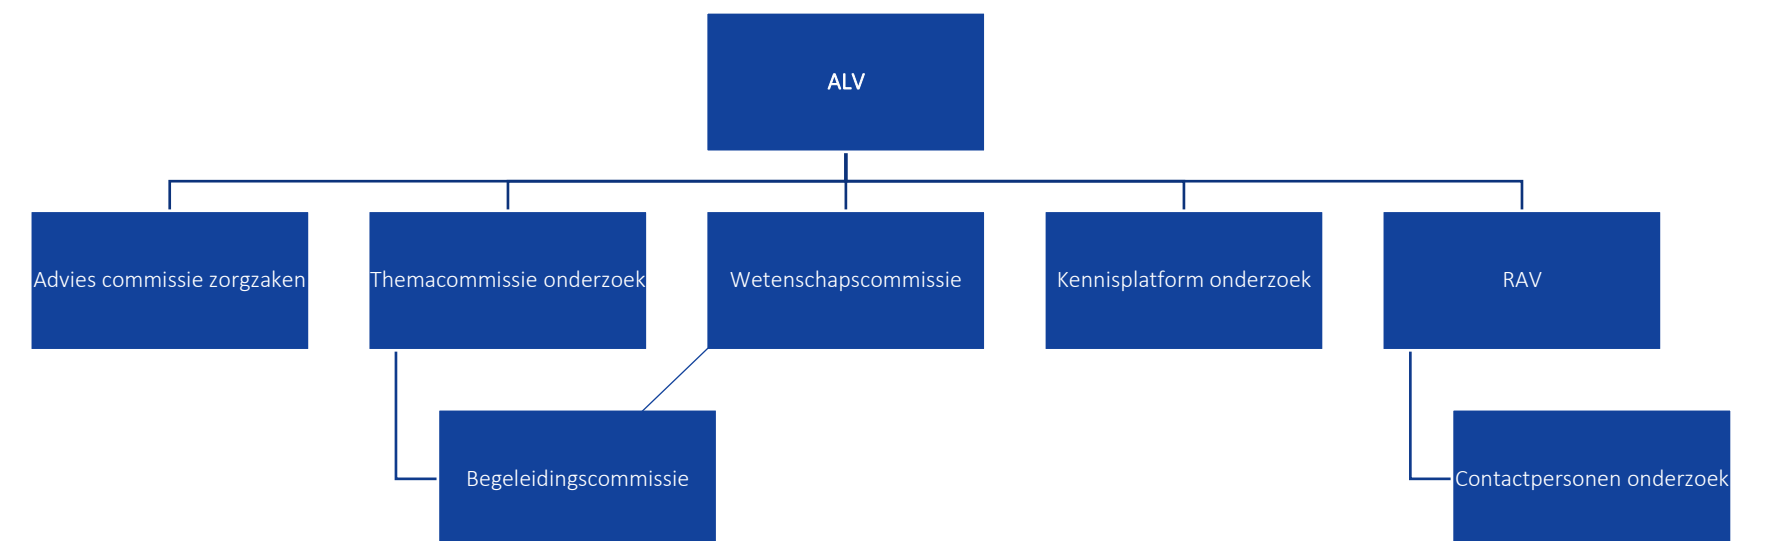 ALV
Advies commissie zorgzaken
Themacommissie onderzoek
Wetenschapscommissie
Kennisplatform onderzoek
RAV
Begeleidingscommissie
Contactpersonen onderzoek